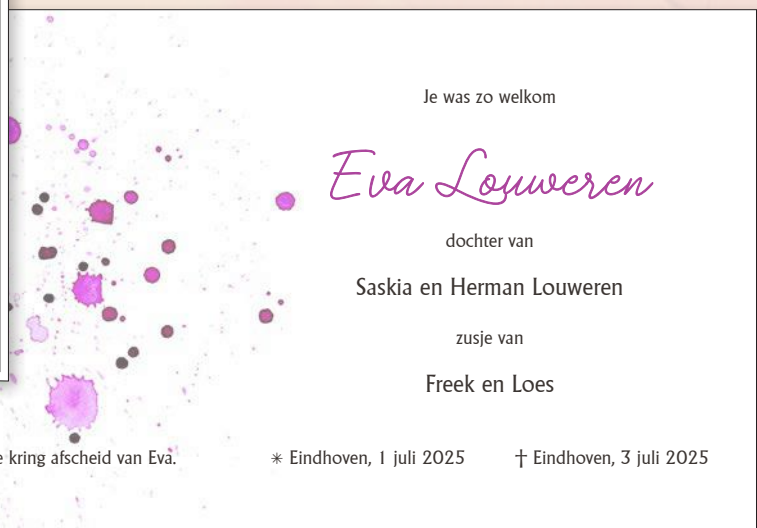 Je was zo welkom
Eva Louweren
dochter van
Saskia en Herman Louweren
zusje van
Freek en Loes
kring afscheid van Eva.
✳ Eindhoven, 1 juli 2025 † Eindhoven, 3 juli 2025